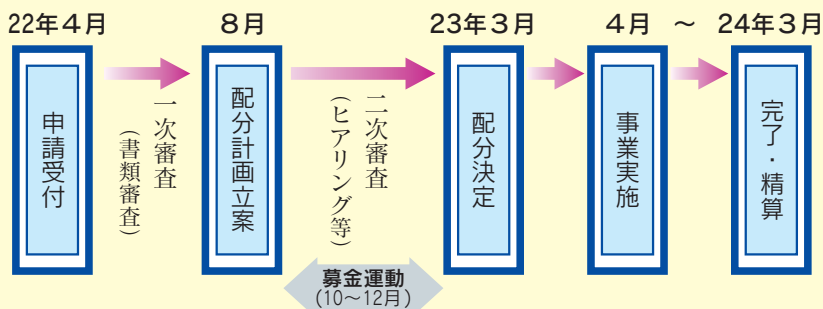 22年4月
8月
23年3月
4月 ～ 24年3月
申請受付
一次審査
（書類審査）
配分計画立案
二次審査
（ヒアリング等）
配分決定
事業実施
完了・精算
募金運動
（10～12月）